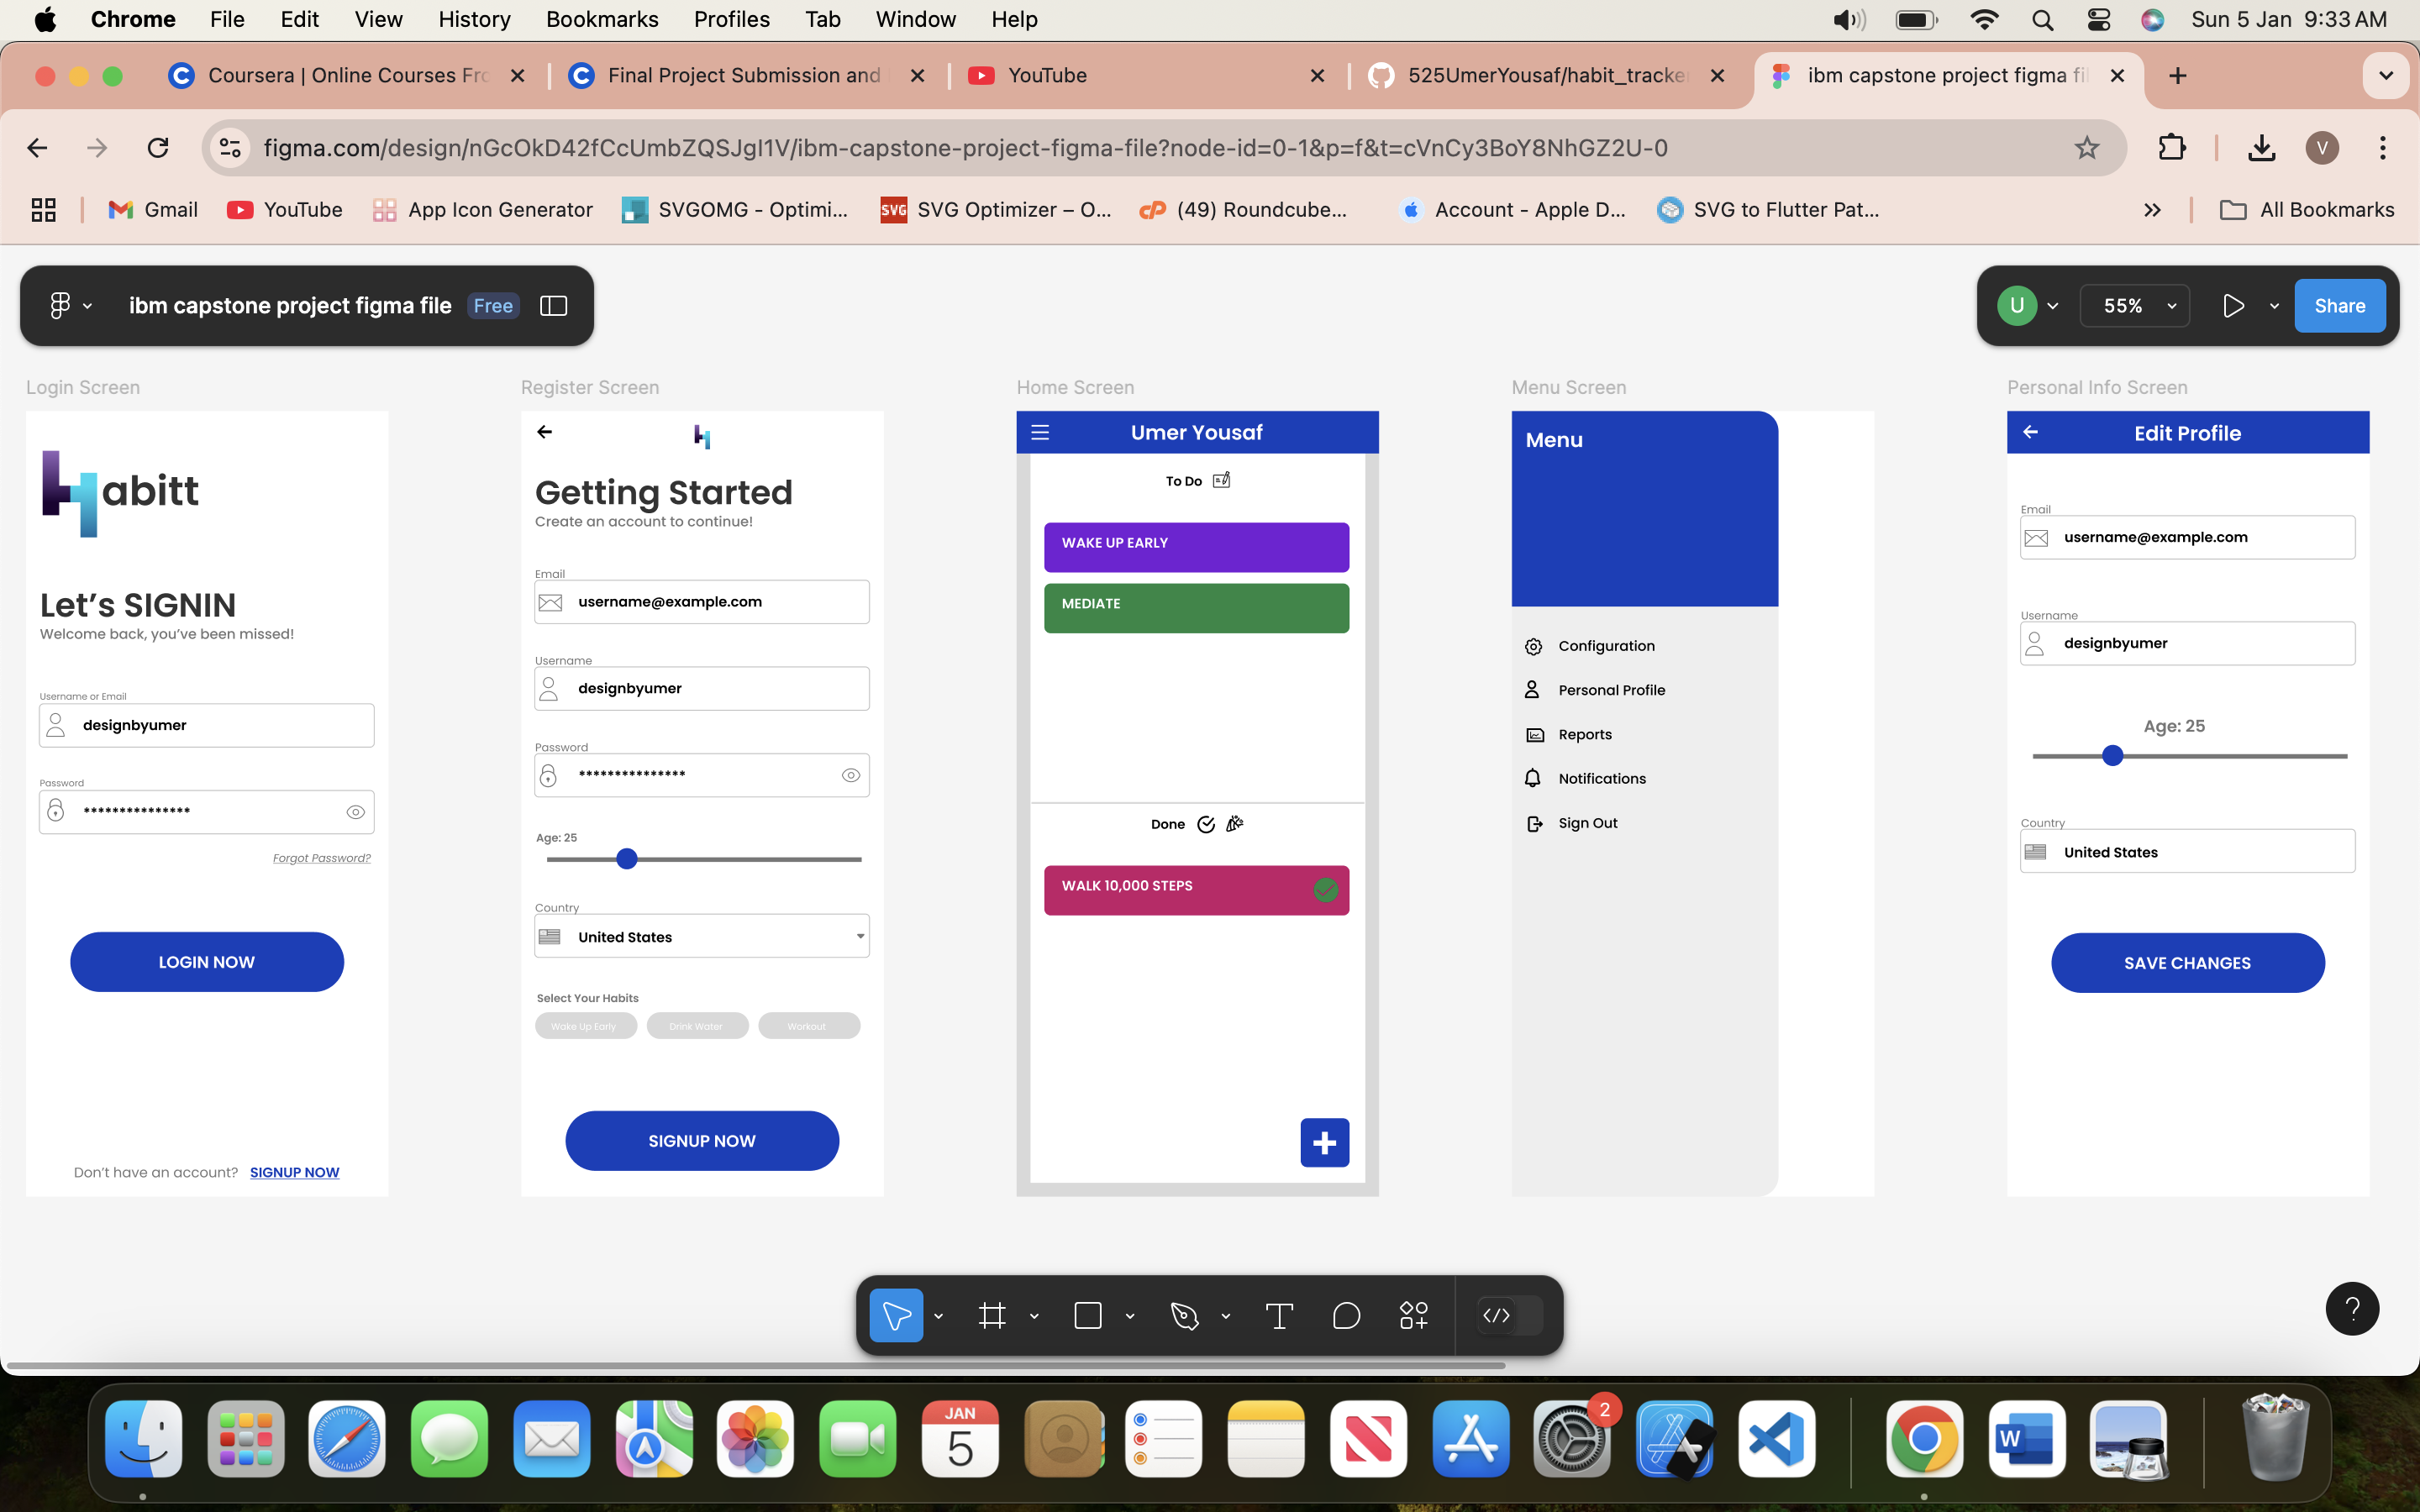 Chrome File Edit View History Bookmarks Profiles Tab Window Help Sun 5 Jan 9:33 AM
Coursera | Online Courses Fro Final Project Submission and YouTube 525UmerYousaf/habit_tracke ibm capstone project figma fil
figma.com/design/nGcOkD42fCcUmbZQSJgI1V/ibm-capstone-project-figma-file?node-id=0-1&p=f&t=cVnCy3BoY8NhGZ2U-0 V
Gmail YouTube App Icon Generator SVGOMG - Optimi... SVG SVG Optimizer – O... cP (49) Roundcube... Account - Apple D... SVG to Flutter Pat... » All Bookmarks
ibm capstone project figma file Free U 55% Share
Login Screen
Habitt
Let's SIGNIN
Welcome back, you've been missed!
Username or Email
designbyumer
Password
***************
Forgot Password?
LOGIN NOW
Don't have an account? SIGNUP NOW
Register Screen
Getting Started
Create an account to continue!
Email
username@example.com
Username
designbyumer
Password
***************
Age: 25
Country
United States
Select Your Habits
Wake Up Early Drink Water Workout
SIGNUP NOW
Home Screen
Umer Yousaf
To Do
WAKE UP EARLY
MEDIATE
Done
WALK 10,000 STEPS
Menu Screen
Menu
Configuration
Personal Profile
Reports
Notifications
Sign Out
Personal Info Screen
Edit Profile
Email
username@example.com
Username
designbyumer
Age: 25
Country
United States
SAVE CHANGES
?
JAN
5
2
W